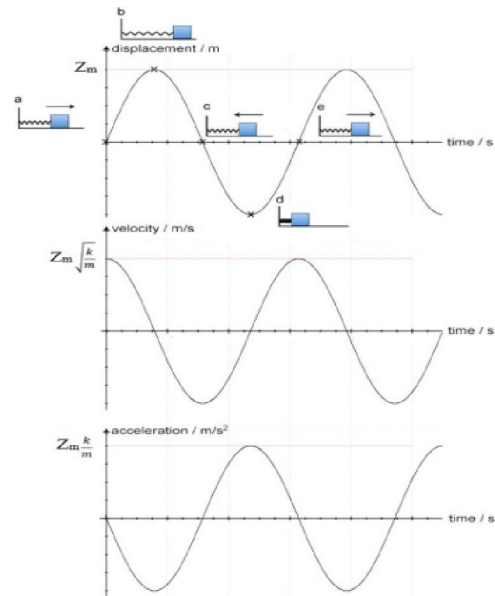 b
displacement / m
Zm
a
c
e
time / s
d
velocity / m/s
Zm√k/m
time / s
acceleration / m/s²
Zm k/m
time / s